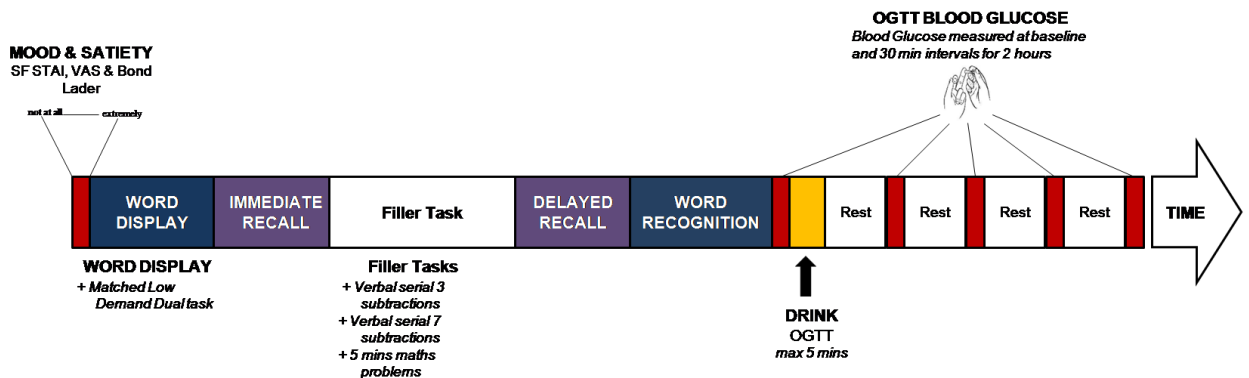 OGTT BLOOD GLUCOSE
Blood Glucose measured at baseline
and 30 min intervals for 2 hours
MOOD & SATIETY
SF STAI, VAS & Bond
Lader
not at all extremely
WORD
DISPLAY
IMMEDIATE
RECALL
Filler Task
DELAYED
RECALL
WORD
RECOGNITION
Rest
Rest
Rest
Rest
TIME
WORD DISPLAY
+ Matched Low
Demand Dual task
Filler Tasks
+ Verbal serial 3
subtractions
+ Verbal serial 7
subtractions
+ 5 mins maths
problems
DRINK
OGTT
max 5 mins